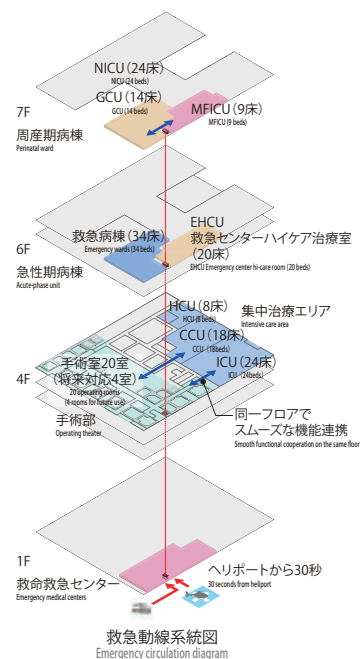 NICU（24床）
NICU (24 beds)
GCU（14床）
GCU (14 beds)
MFICU（9床）
MFICU (9 beds)
7F
周産期病棟
Perinatal ward
救急病棟（34床）
Emergency wards (34 beds)
EHCU
救急センターハイケア治療室
（20床）
EHCU Emergency center hi-care room (20 beds)
6F
急性期病棟
Acute-phase unit
HCU（8床）
HCU (8 beds)
集中治療エリア
Intensive care area
CCU（18床）
CCU (18beds)
ICU（24床）
ICU (24beds)
手術室20室
（将来対応4室）
20 operating rooms
(4 rooms for future use)
4F
手術部
Operating theater
同一フロアで
スムーズな機能連携
Smooth functional cooperation on the same floor
1F
救命救急センター
Emergency medical centers
ヘリポートから30秒
30 seconds from heliport
救急動線系統図
Emergency circulation diagram